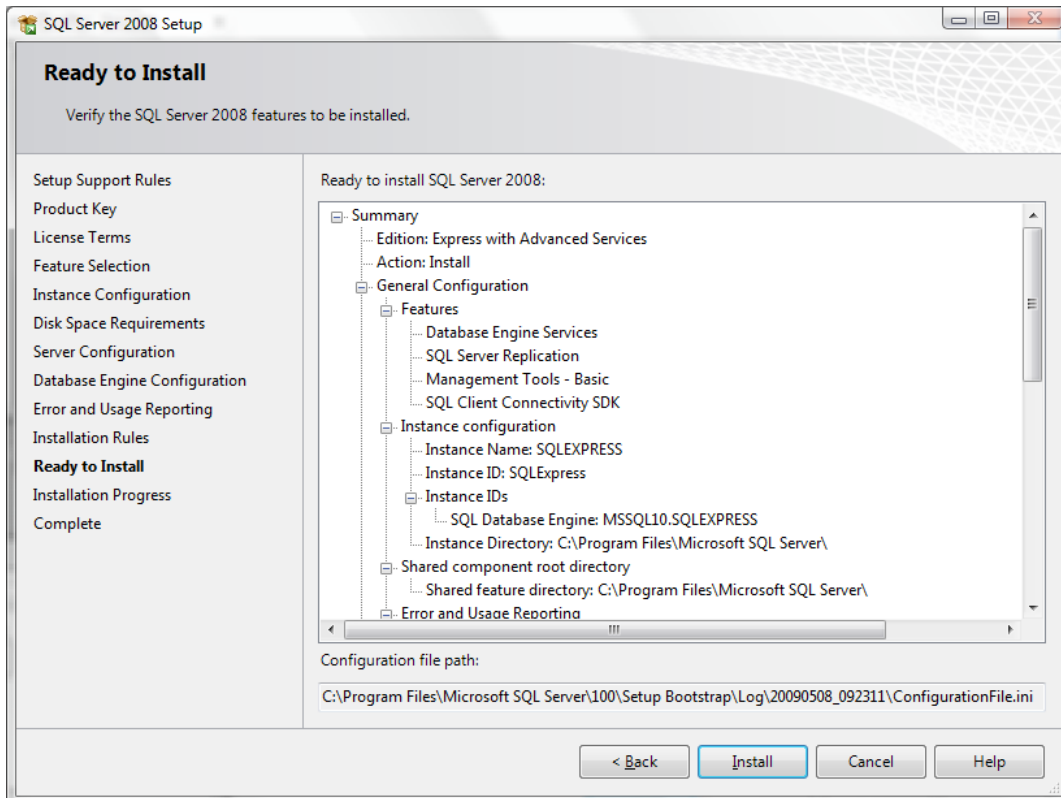 SQL Server 2008 Setup
Ready to Install
Verify the SQL Server 2008 features to be installed.
Setup Support Rules
Product Key
License Terms
Feature Selection
Instance Configuration
Disk Space Requirements
Server Configuration
Database Engine Configuration
Error and Usage Reporting
Installation Rules
Ready to Install
Installation Progress
Complete
Ready to install SQL Server 2008:
Summary
Edition: Express with Advanced Services
Action: Install
General Configuration
Features
Database Engine Services
SQL Server Replication
Management Tools - Basic
SQL Client Connectivity SDK
Instance configuration
Instance Name: SQLEXPRESS
Instance ID: SQLExpress
Instance IDs
SQL Database Engine: MSSQL10.SQLEXPRESS
Instance Directory: C:\Program Files\Microsoft SQL Server\
Shared component root directory
Shared feature directory: C:\Program Files\Microsoft SQL Server\
Error and Usage Reporting
Configuration file path:
C:\Program Files\Microsoft SQL Server\100\Setup Bootstrap\Log\20090508_092311\ConfigurationFile.ini
< Back
Install
Cancel
Help